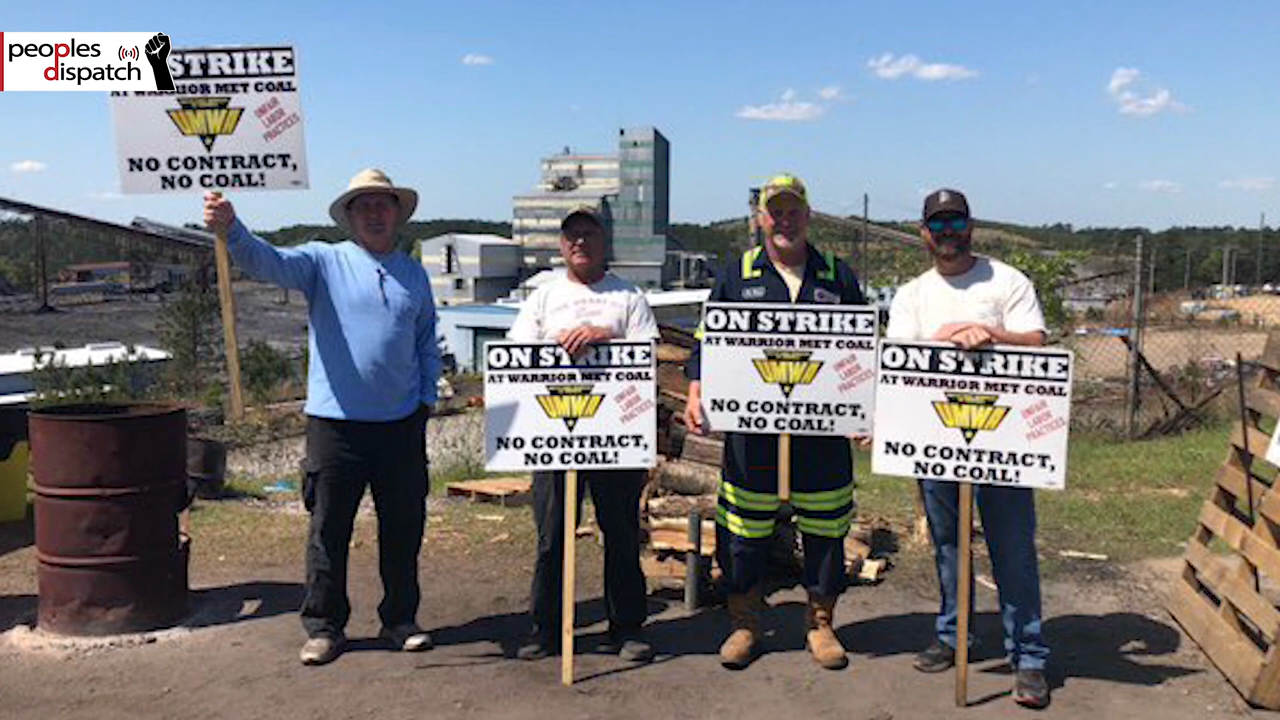 peoples
dispatch
STRIKE
AT WARRIOR MET COAL
UMWA
UNFAIR
LABOR
PRACTICES
NO CONTRACT,
NO COAL!
ON STRIKE
AT WARRIOR MET COAL
UMWA
UNFAIR
LABOR
PRACTICES
NO CONTRACT,
NO COAL!
ON STRIKE
AT WARRIOR MET COAL
UMWA
UNFAIR
LABOR
PRACTICES
NO CONTRACT,
NO COAL!
ON STRIKE
AT WARRIOR MET COAL
UMWA
UNFAIR
LABOR
PRACTICES
NO CONTRACT,
NO COAL!